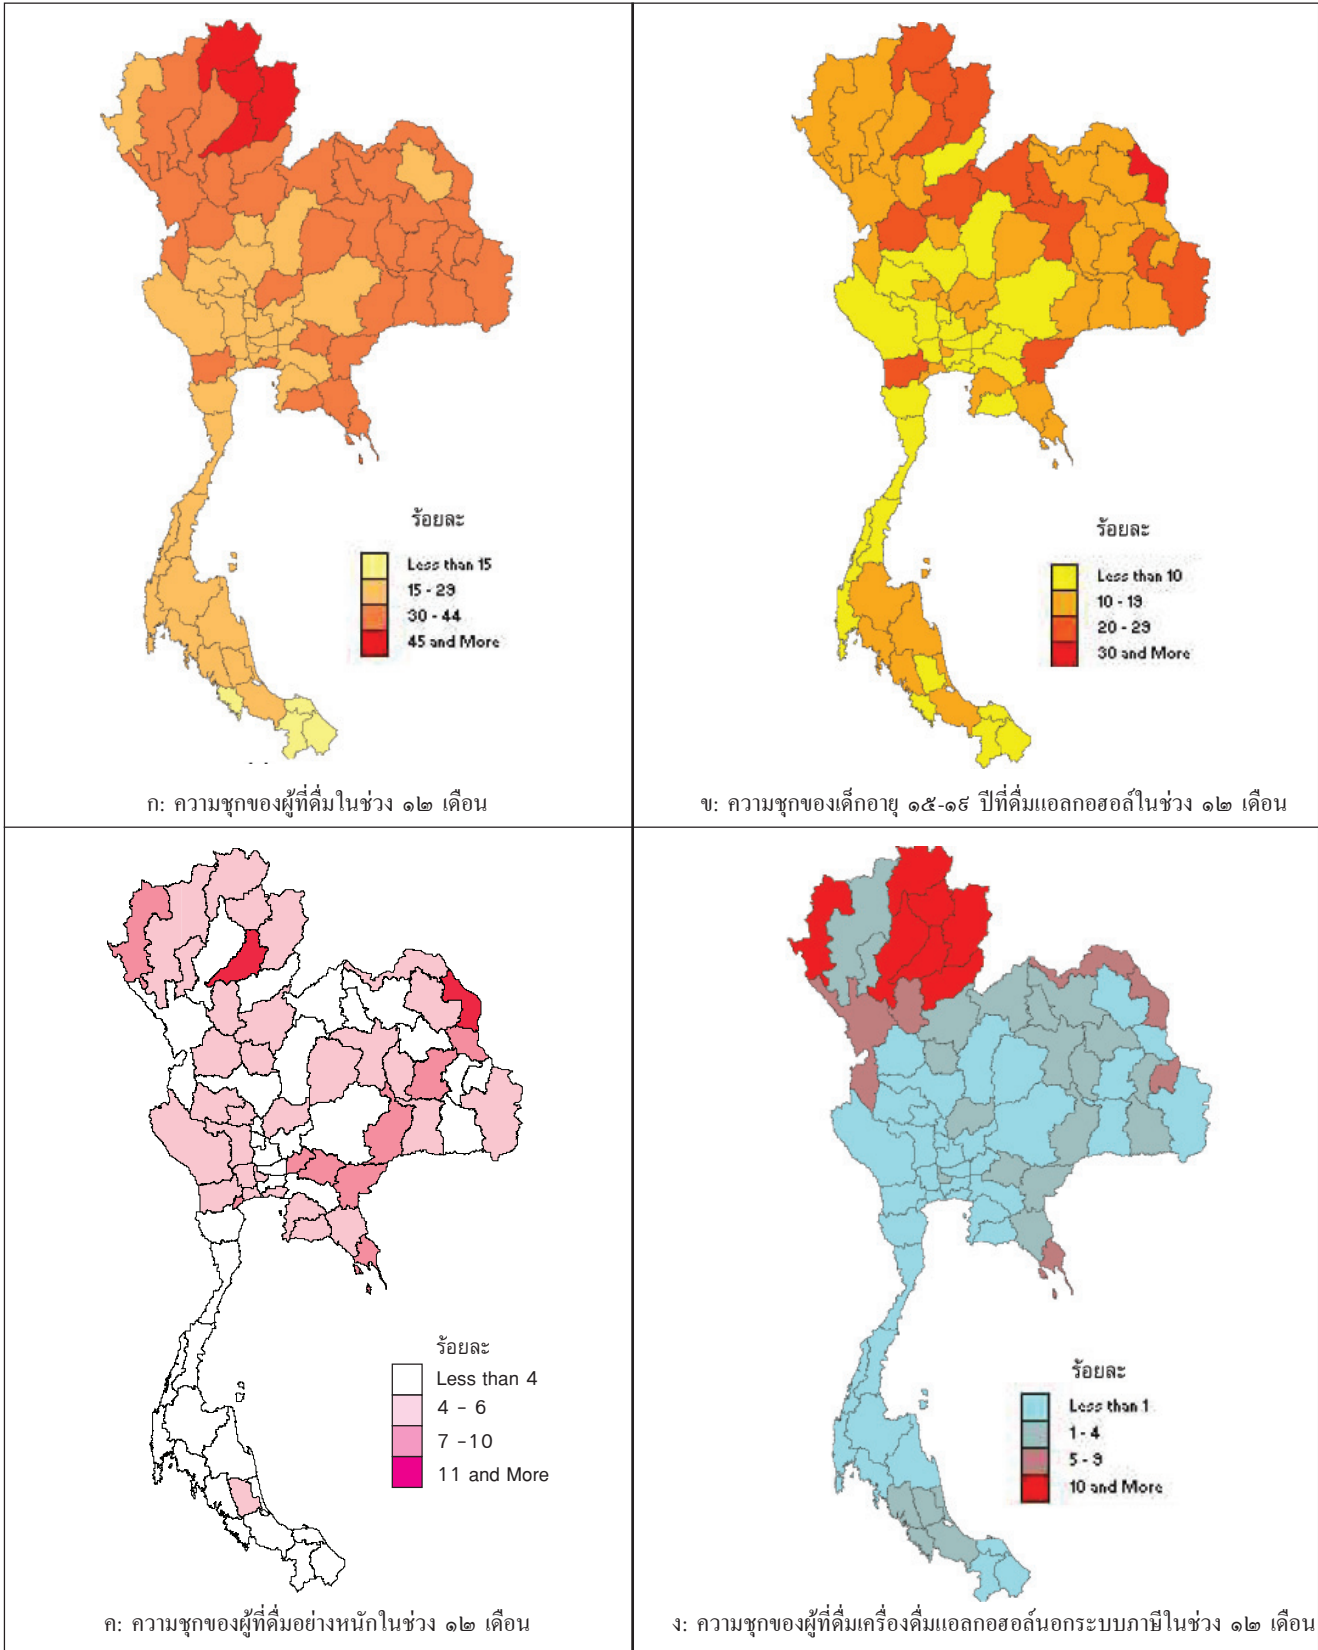 ร้อยละ
Less than 15
15 - 29
30 - 44
45 and More
ก: ความชุกของผู้ที่ดื่มในช่วง ๑๒ เดือน
ร้อยละ
Less than 10
10 - 19
20 - 29
30 and More
ข: ความชุกของเด็กอายุ ๑๕-๑๙ ปีที่ดื่มแอลกอฮอล์ในช่วง ๑๒ เดือน
ร้อยละ
Less than 4
4 - 6
7 -10
11 and More
ค: ความชุกของผู้ที่ดื่มอย่างหนักในช่วง ๑๒ เดือน
ร้อยละ
Less than 1
1 - 4
5 - 9
10 and More
ง: ความชุกของผู้ที่ดื่มเครื่องดื่มแอลกอฮอล์นอกระบบภาษีในช่วง ๑๒ เดือน